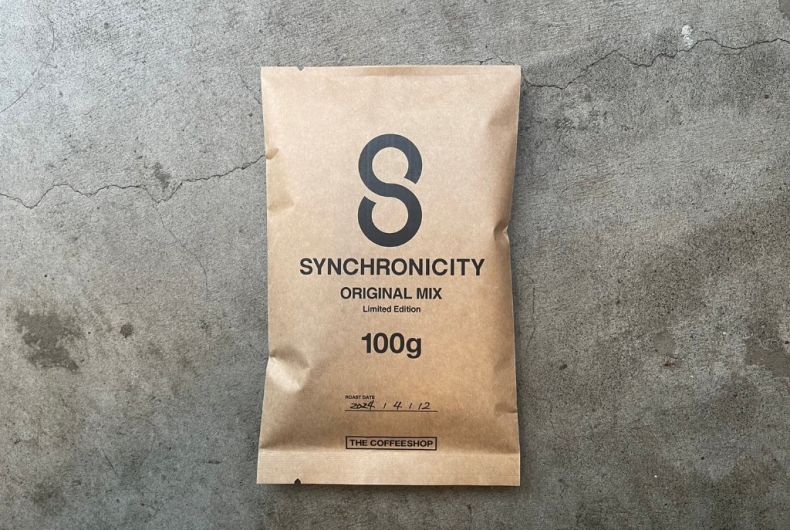 SYNCHRONICITY
ORIGINAL MIX
Limited Edition
100g
ROAST DATE
2024 / 4 / 12
THE COFFEESHOP